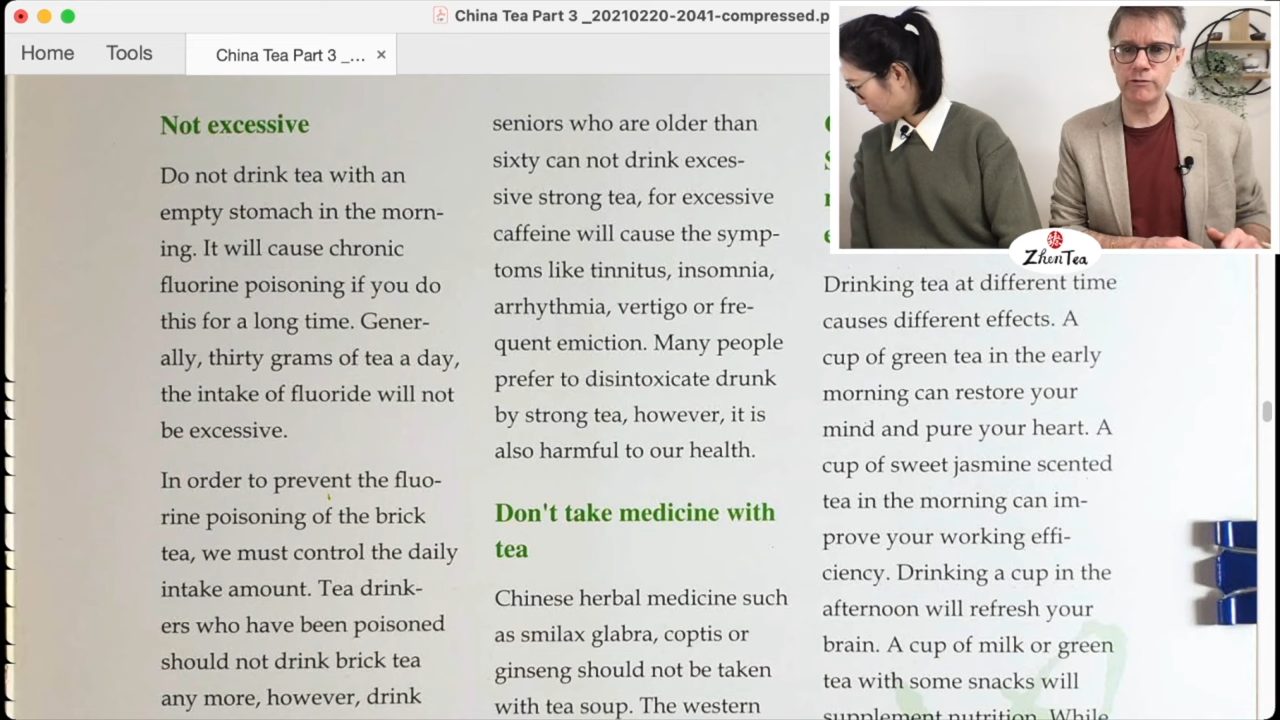 China Tea Part 3 _20210220-2041-compressed.p
Home
Tools
China Tea Part 3 _...
×
Not excessive
Do not drink tea with an
empty stomach in the morn-
ing. It will cause chronic
fluorine poisoning if you do
this for a long time. Gener-
ally, thirty grams of tea a day,
the intake of fluoride will not
be excessive.
In order to prevent the fluo-
rine poisoning of the brick
tea, we must control the daily
intake amount. Tea drink-
ers who have been poisoned
should not drink brick tea
any more, however, drink
seniors who are older than
sixty can not drink exces-
sive strong tea, for excessive
caffeine will cause the symp-
toms like tinnitus, insomnia,
arrhythmia, vertigo or fre-
quent emiction. Many people
prefer to disintoxicate drunk
by strong tea, however, it is
also harmful to our health.
Don't take medicine with
tea
Chinese herbal medicine such
as smilax glabra, coptis or
ginseng should not be taken
with tea soup. The western
Drinking tea at different time
causes different effects. A
cup of green tea in the early
morning can restore your
mind and pure your heart. A
cup of sweet jasmine scented
tea in the morning can im-
prove your working effi-
ciency. Drinking a cup in the
afternoon will refresh your
brain. A cup of milk or green
tea with some snacks will
supplement nutrition. While
ZhenTea